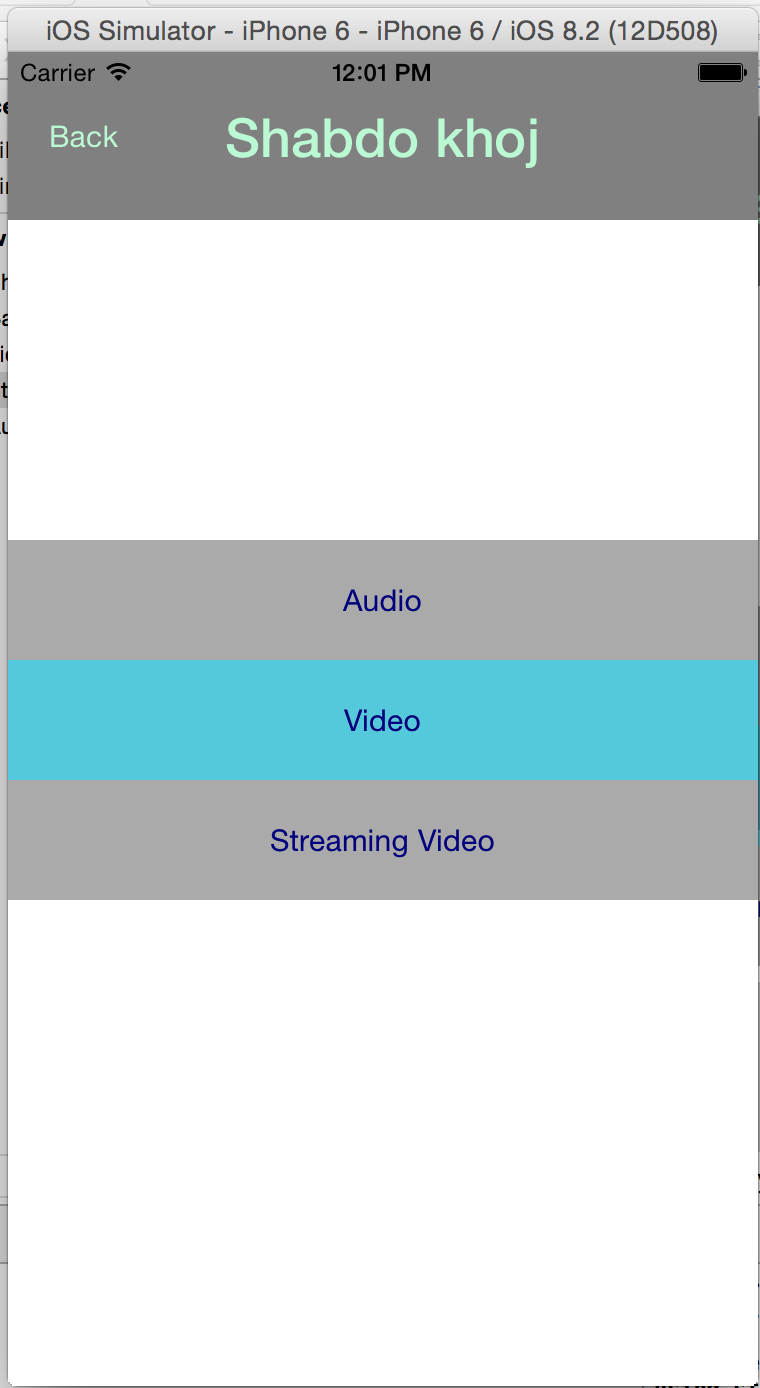 iOS Simulator - iPhone 6 - iPhone 6 / iOS 8.2 (12D508)
Carrier 12:01 PM
Back Shabdo khoj
Audio
Video
Streaming Video